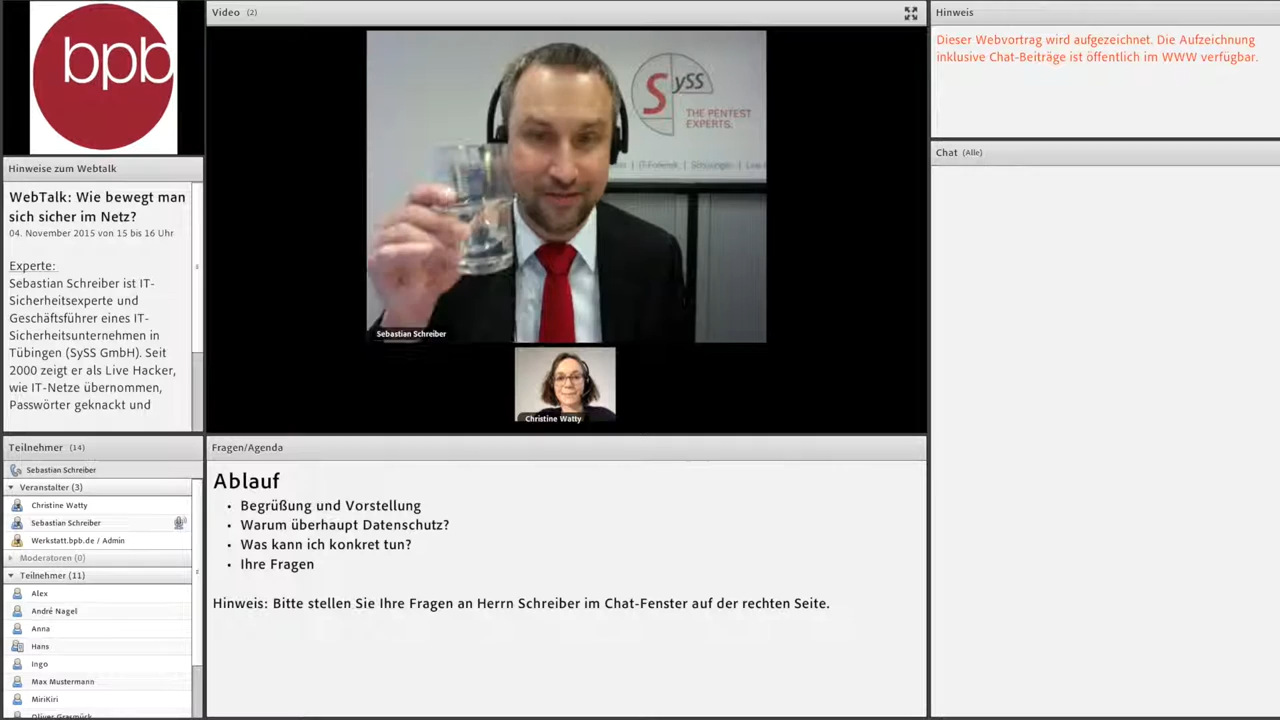 bpb
Hinweise zum Webtalk
WebTalk: Wie bewegt man
sich sicher im Netz?
04. November 2015 von 15 bis 16 Uhr
Experte:
Sebastian Schreiber ist IT-
Sicherheitsexperte und
Geschäftsführer eines IT-
Sicherheitsunternehmen in
Tübingen (SySS GmbH). Seit
2000 zeigt er als Live Hacker,
wie IT-Netze übernommen,
Passwörter geknackt und
Teilnehmer (14)
Sebastian Schreiber
Veranstalter (3)
Christine Watty
Sebastian Schreiber
Werkstatt.bpb.de / Admin
Moderatoren (0)
Teilnehmer (11)
Alex
André Nagel
Anna
Hans
Ingo
Max Mustermann
MiriKiri
Oliver Grasmück
Video (2)
SySS
THE PENTEST
EXPERTS.
Sebastian Schreiber
Christine Watty
Fragen/Agenda
Ablauf
• Begrüßung und Vorstellung
• Warum überhaupt Datenschutz?
• Was kann ich konkret tun?
• Ihre Fragen
Hinweis: Bitte stellen Sie Ihre Fragen an Herrn Schreiber im Chat-Fenster auf der rechten Seite.
Hinweis
Dieser Webvortrag wird aufgezeichnet. Die Aufzeichnung
inklusive Chat-Beiträge ist öffentlich im WWW verfügbar.
Chat (Alle)